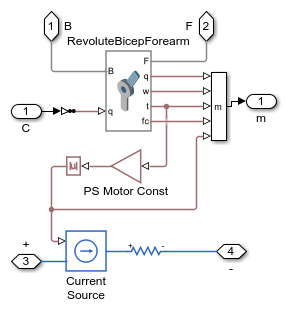 1 B F 2
RevoluteBicepForearm
F
B q
w
1 q t m 1
C fc m
|u|
PS Motor Const
+ + - 4
3 -
Current
Source